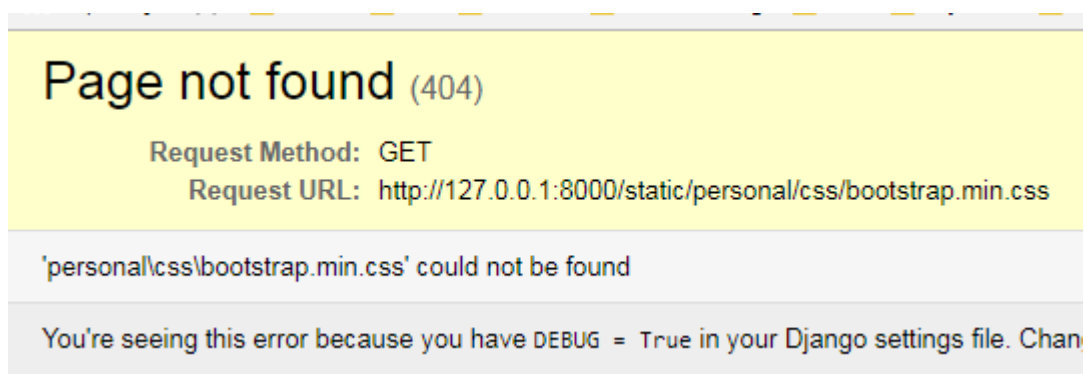 Page not found (404)
Request Method: GET
Request URL: http://127.0.0.1:8000/static/personal/css/bootstrap.min.css
'personal\css\bootstrap.min.css' could not be found
You're seeing this error because you have DEBUG = True in your Django settings file.